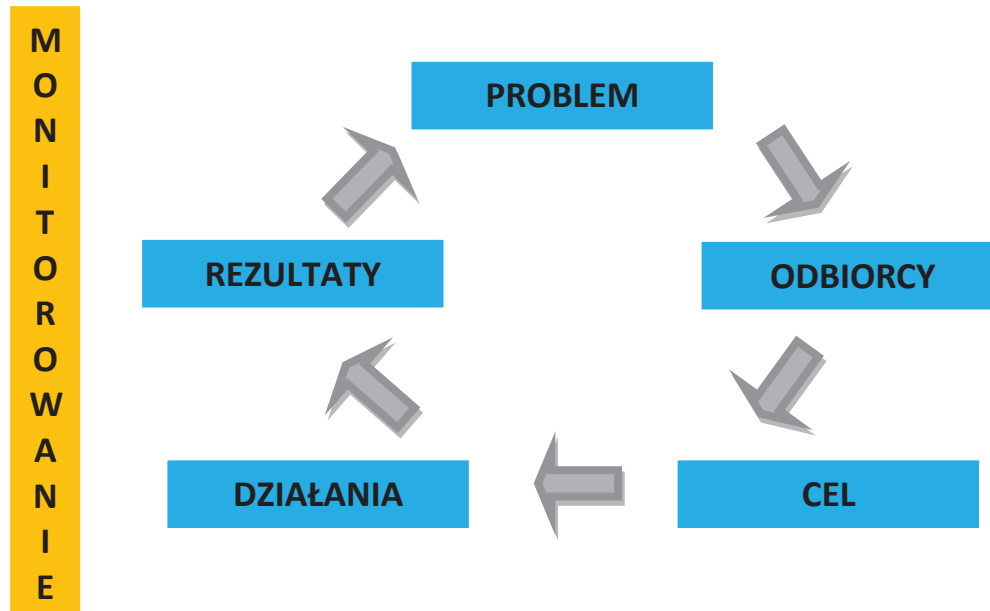 MONITOROWANIE
PROBLEM
ODBIORCY
CEL
DZIAŁANIA
REZULTATY